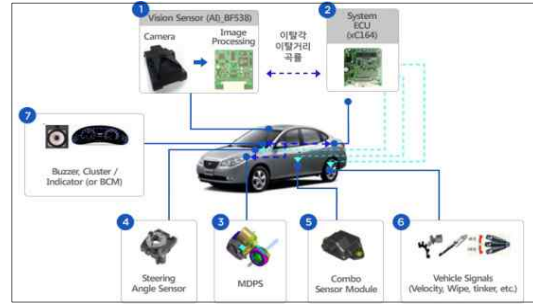 1
Vision Sensor (AI)_BF538
Camera
Image
Processing
이탈각
이탈거리
곡률
2
System
ECU
(xC164)
7
Buzzer, Cluster /
Indicator (or BCM)
4
Steering
Angle Sensor
3
MDPS
5
Combo
Sensor Module
6
Vehicle Signals
(Velocity, Wipe, tinker, etc.)